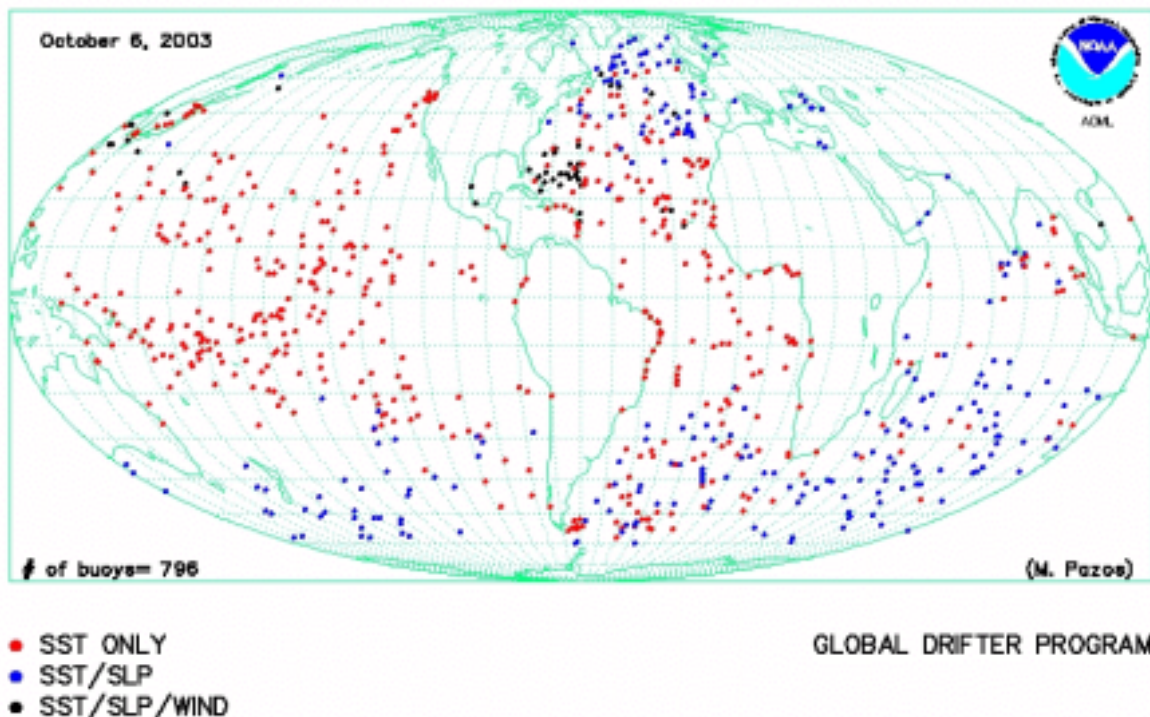 October 6, 2003
NOAA
AOML
# of buoys= 796
(M. Pazos)
SST ONLY
GLOBAL DRIFTER PROGRAM
SST/SLP
SST/SLP/WIND